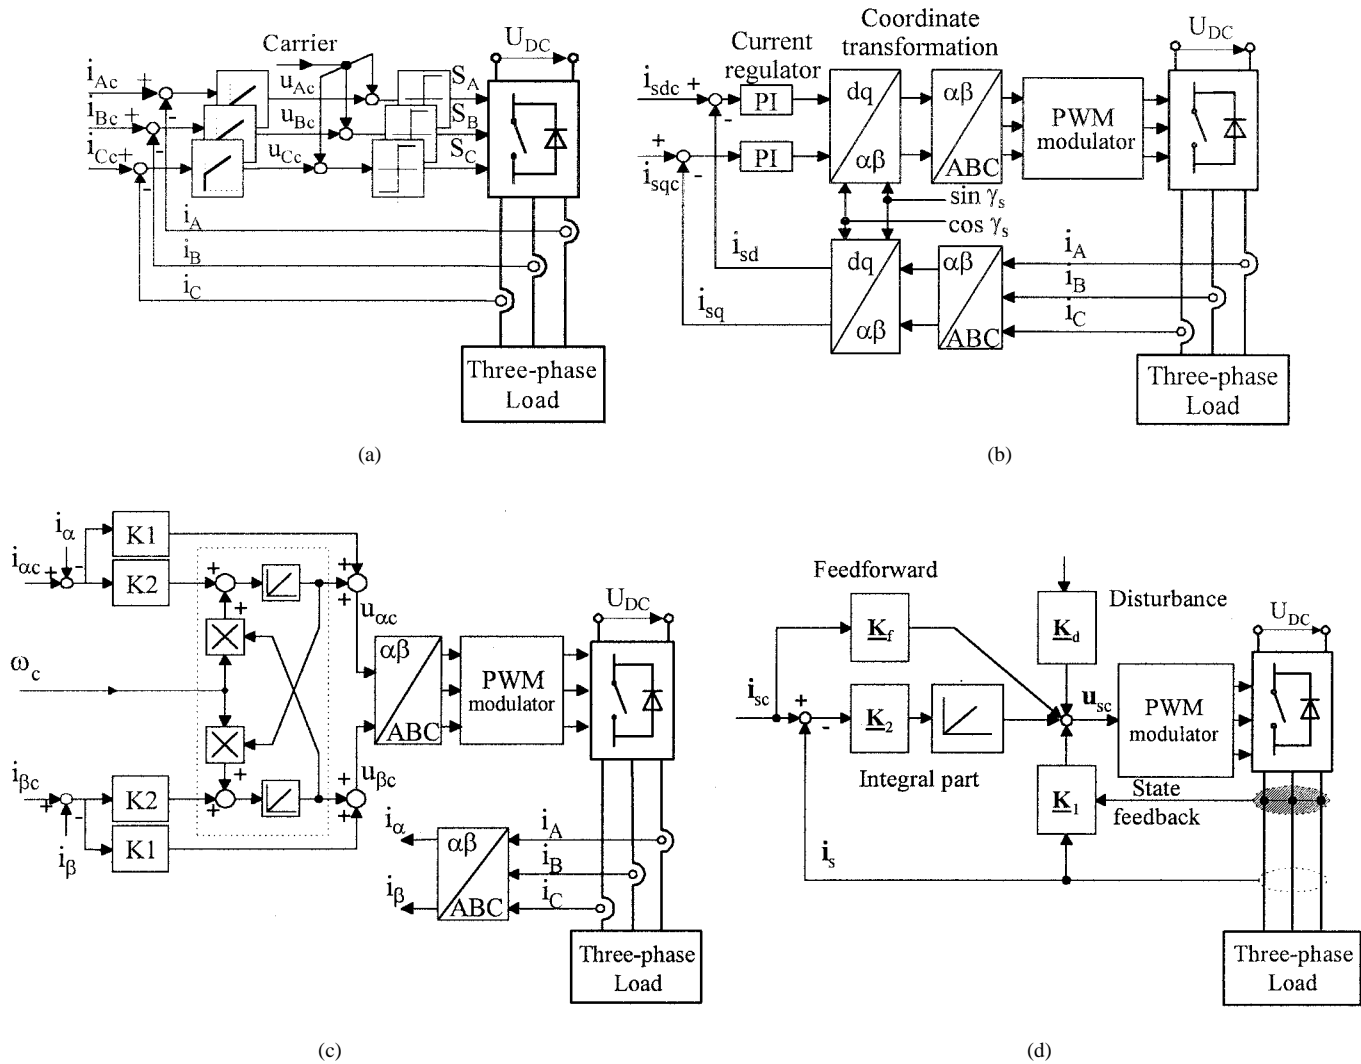 Carrier
U_DC
i_Ac + -
u_Ac
S_A
i_Bc + -
u_Bc
S_B
i_Cc + -
u_Cc
S_C
i_A
i_B
i_C
Three-phase
Load
(a)
Coordinate
transformation
Current
regulator
U_DC
i_sdc + -
PI
dq
αβ
αβ
ABC
PWM
modulator
+ -
i_sqc
PI
sin γ_s
cos γ_s
i_sd
i_sq
dq
αβ
αβ
ABC
i_A
i_B
i_C
Three-phase
Load
(b)
i_α
i_αc + -
K1
K2
+ +
+ +
u_αc
ω_c
αβ
ABC
PWM
modulator
U_DC
i_βc + -
i_β
K2
K1
+ +
+ +
u_βc
i_α
i_β
αβ
ABC
i_A
i_B
i_C
Three-phase
Load
(c)
Feedforward
K_f
Disturbance
K_d
U_DC
i_sc + -
K_2
Integral part
u_sc
PWM
modulator
K_1
State
feedback
i_s
Three-phase
Load
(d)